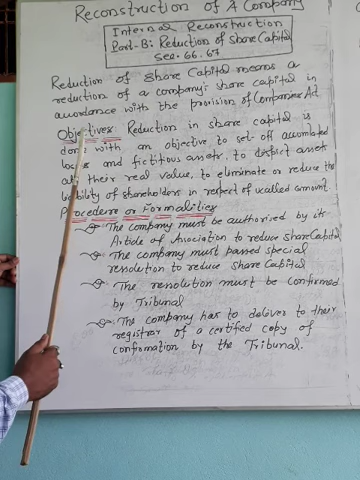 Reconstruction of A Company
Internal Reconstruction
Part-B: Reduction of Share Capital
Sec. 66, 67
Reduction of Share Capital means a
reduction of a company; share capital in
accordance with the provision of Companies Act
Objectives Reduction in share capital is
done with an objective to set-off accumlated
loss and fictitious assets, to depict assets
at their real value, to eliminate or reduce the
liability of shareholders in respect of uncalled amount
Procedure or Formalities
The company must be authorised by its
Article of Association to reduce Share Capital
The company must passed special
resolution to reduce Share Capital
The resolution must be confirmed
by Tribunal
The company has to deliver to their
registrar of a certified copy of
confirmation by the Tribunal.